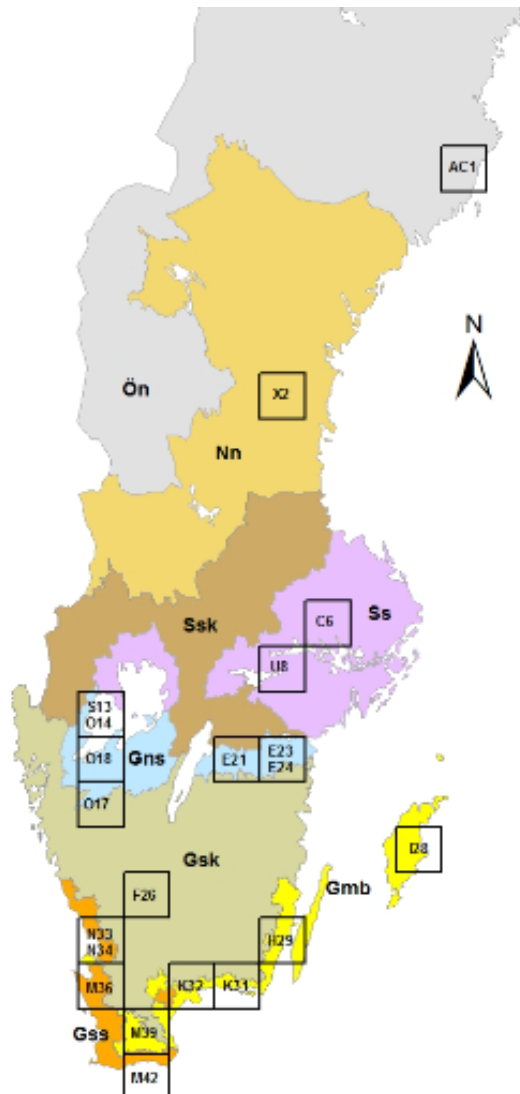 AC1
N
Ön
X2
Nn
Ssk
C6
Ss
U8
S13
O14
O18
Gns
E21
E23
E24
O17
Gsk
I28
Gmb
F26
N33
N34
H29
M36
K32
K31
Gss
M39
M42